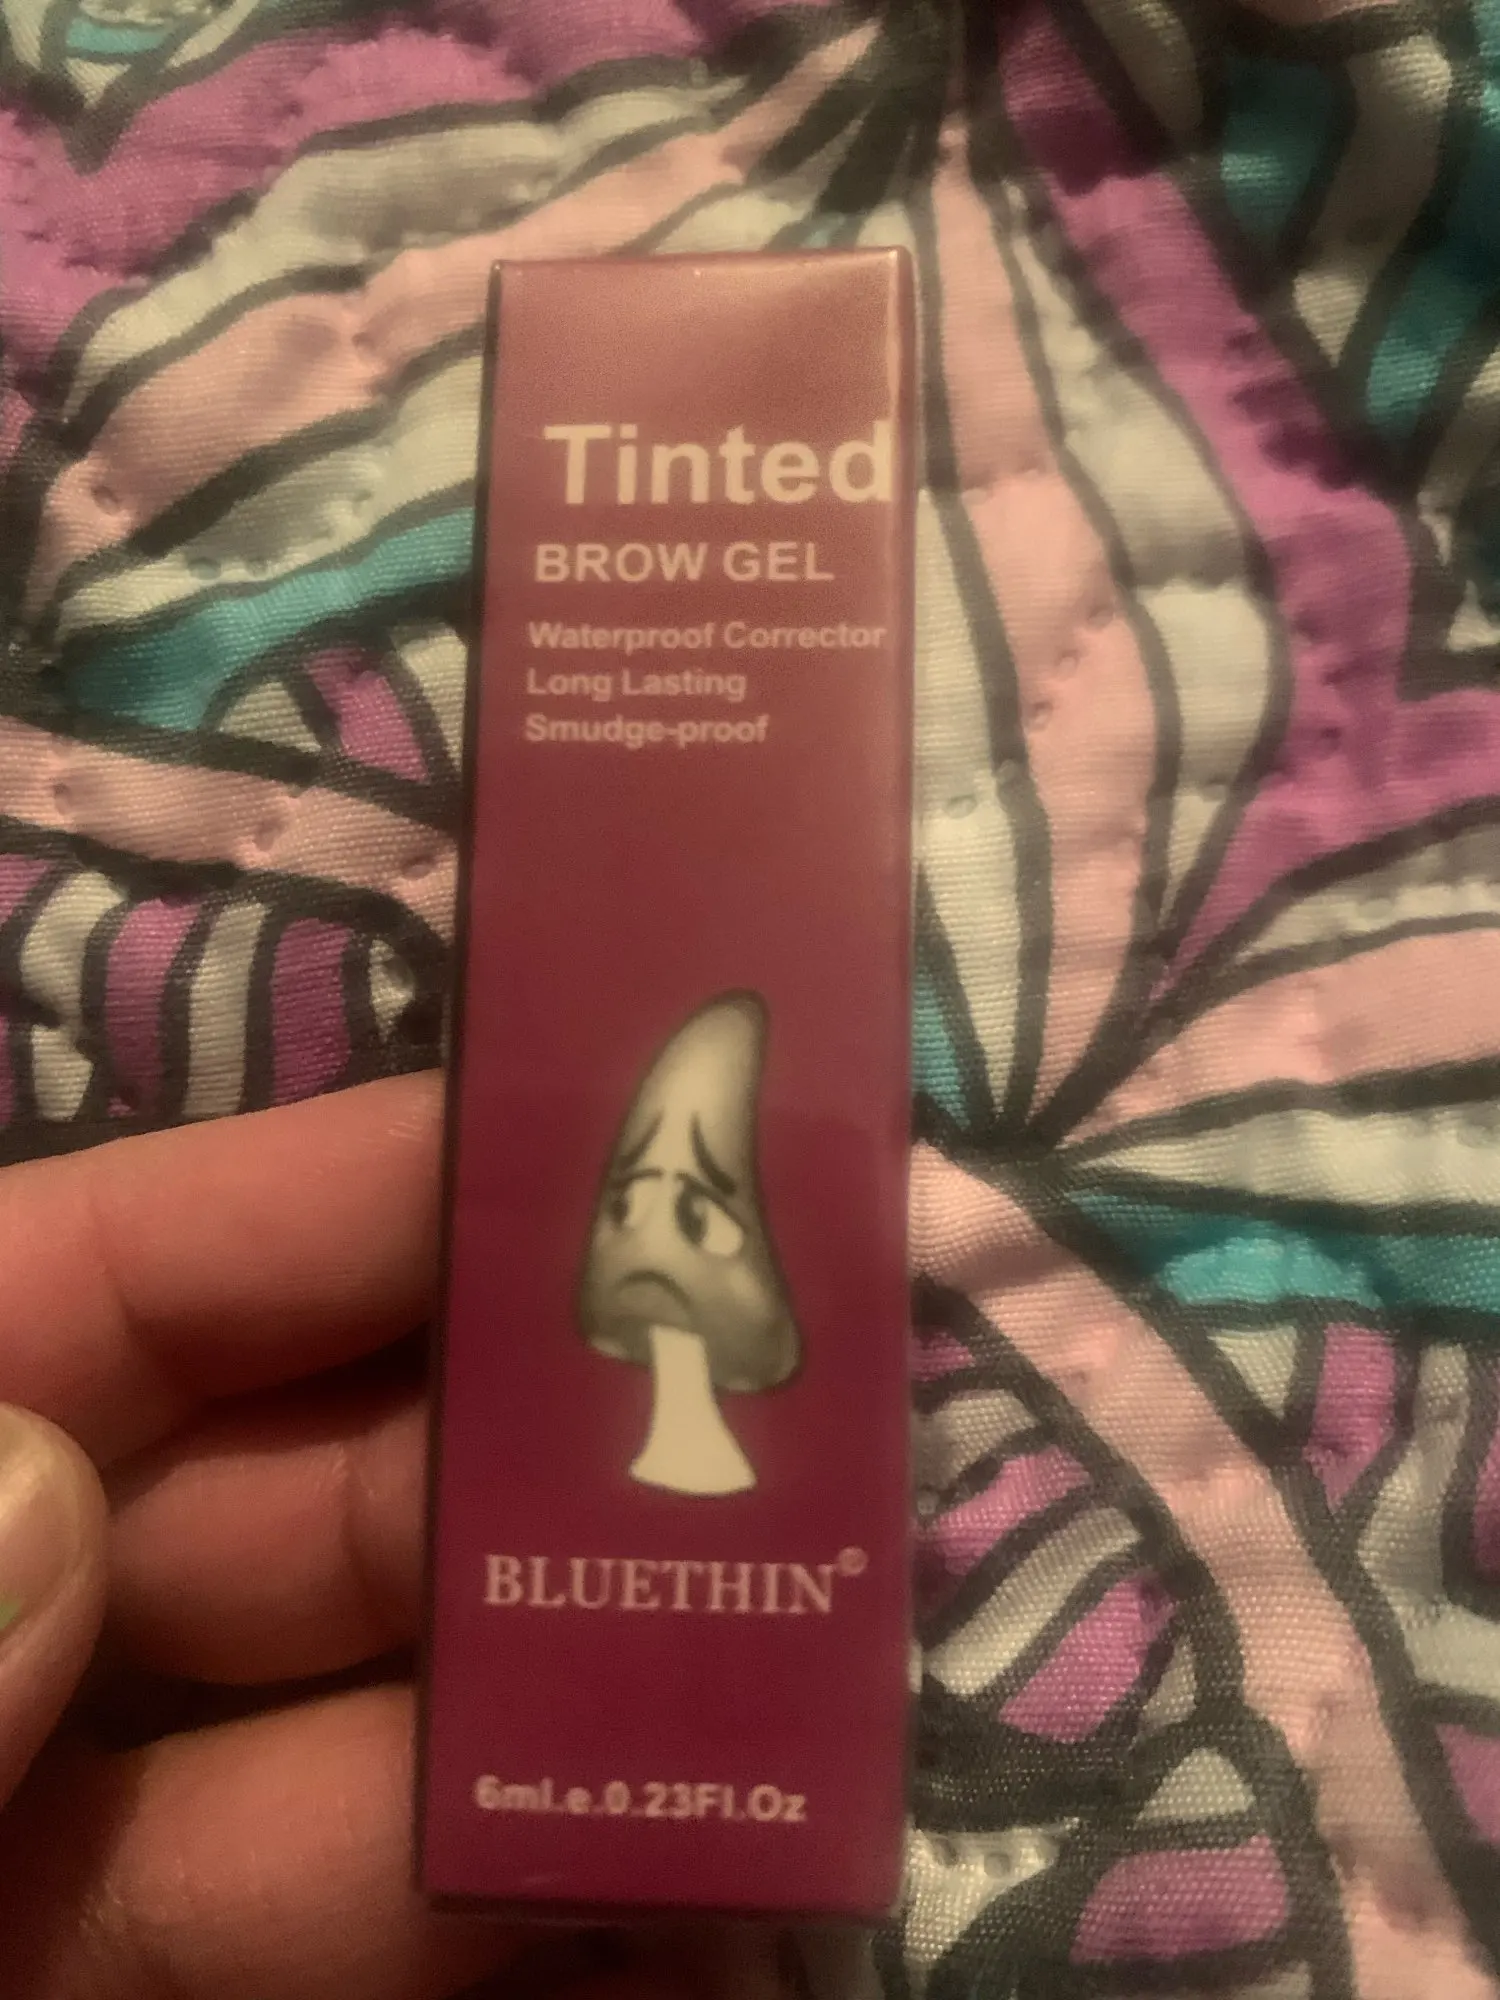 Tinted
BROW GEL
Waterproof Corrector
Long Lasting
Smudge-proof
BLUETHIN®
6ml.e.0.23Fl.Oz